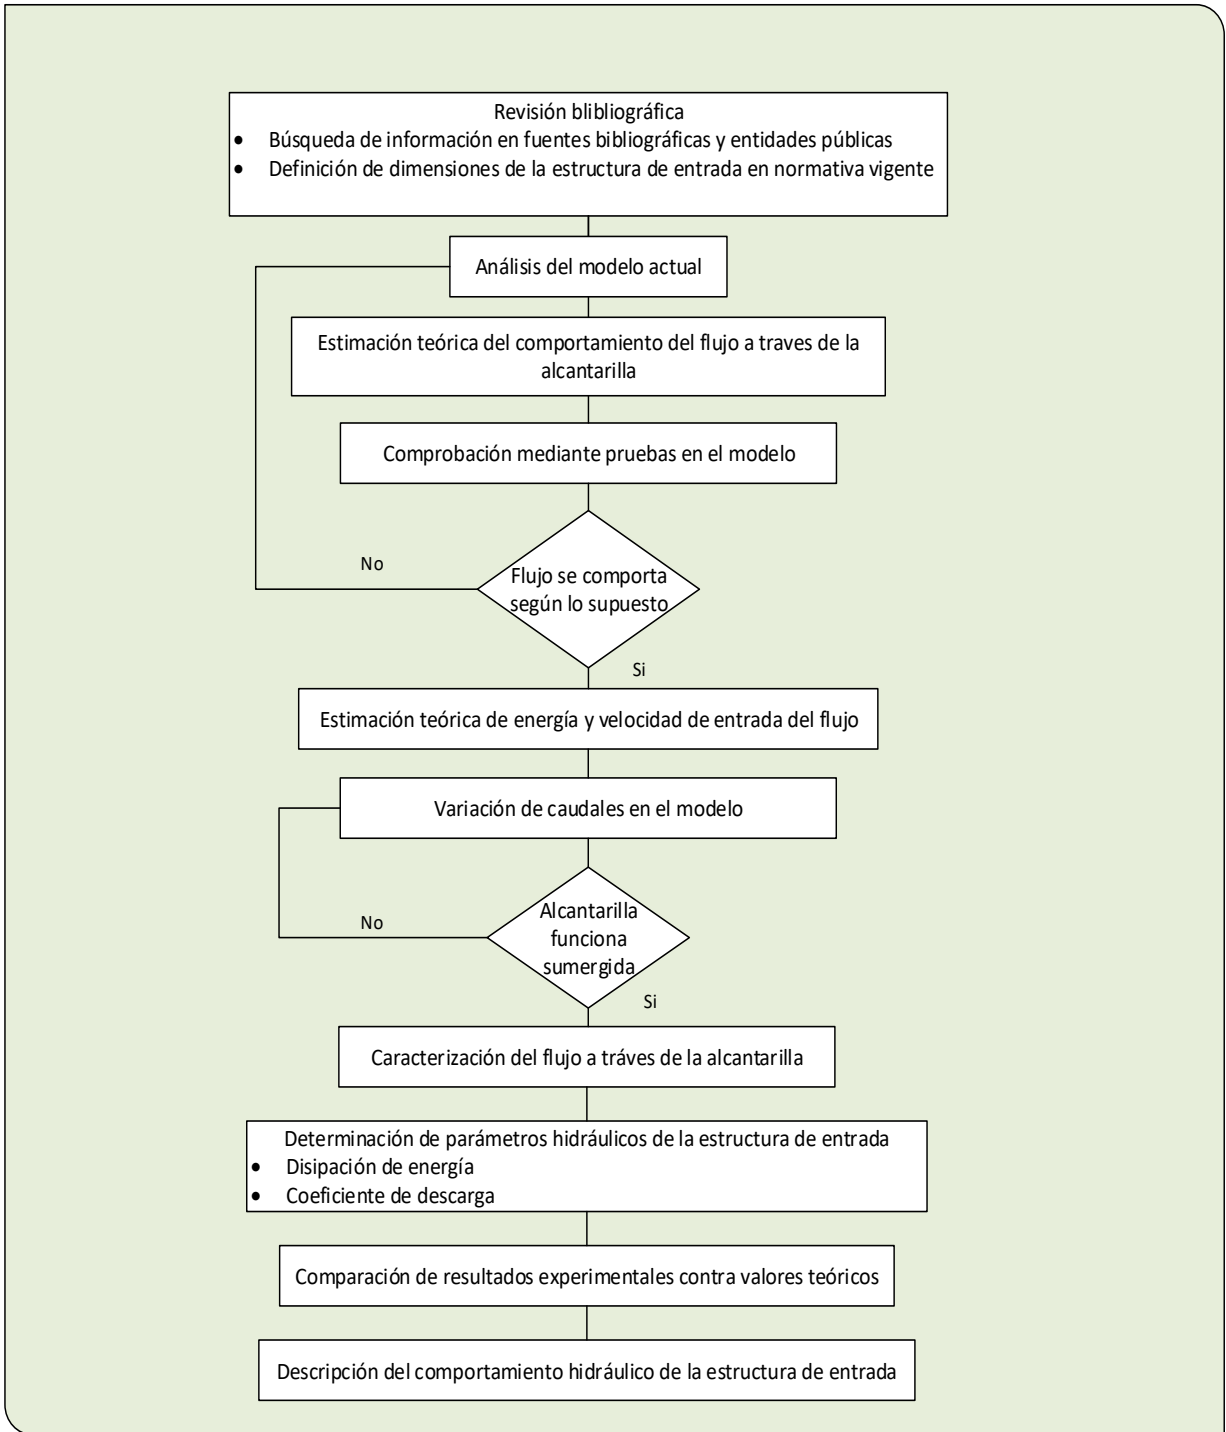 Revisión blibliográfica
• Búsqueda de información en fuentes bibliográficas y entidades públicas
• Definición de dimensiones de la estructura de entrada en normativa vigente
Análisis del modelo actual
Estimación teórica del comportamiento del flujo a traves de la
alcantarilla
Comprobación mediante pruebas en el modelo
No
Flujo se comporta
según lo supuesto
Si
Estimación teórica de energía y velocidad de entrada del flujo
Variación de caudales en el modelo
No
Alcantarilla
funciona
sumergida
Si
Caracterización del flujo a tráves de la alcantarilla
Determinación de parámetros hidráulicos de la estructura de entrada
• Disipación de energía
• Coeficiente de descarga
Comparación de resultados experimentales contra valores teóricos
Descripción del comportamiento hidráulico de la estructura de entrada